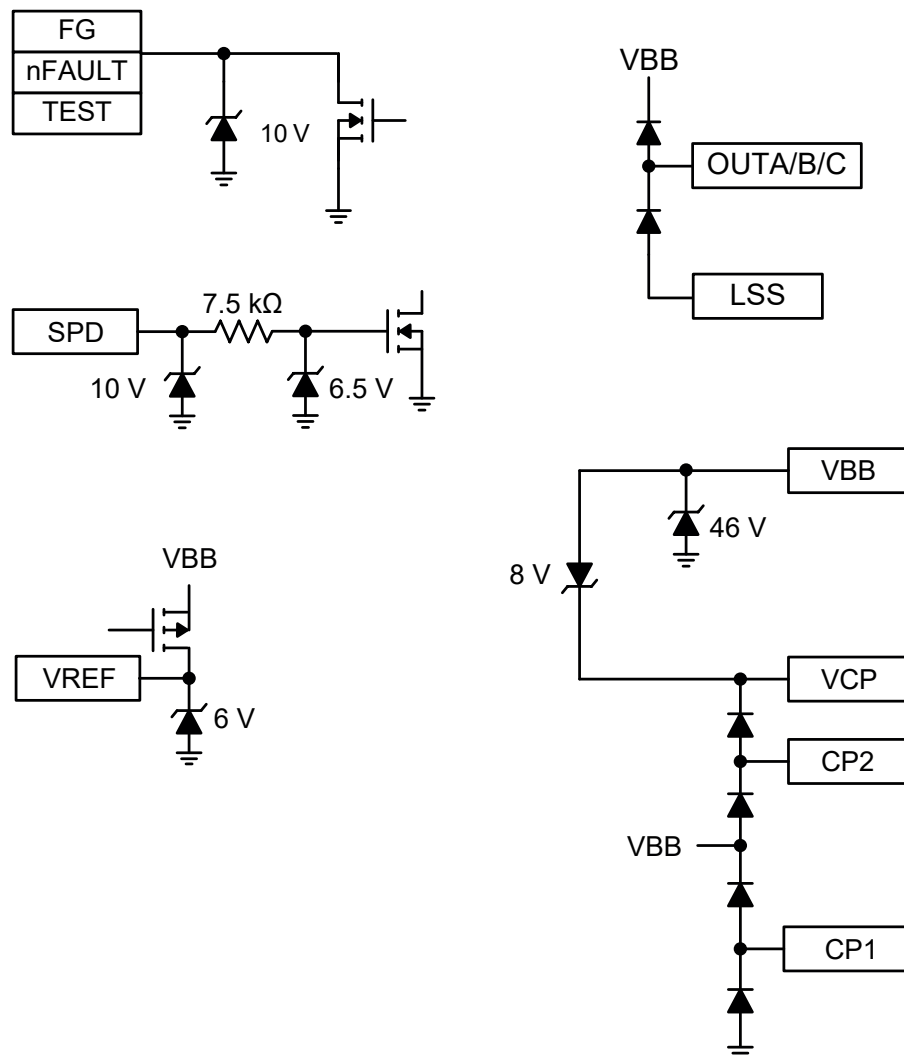 FG
nFAULT
TEST
10 V
VBB
OUTA/B/C
LSS
7.5 kΩ
SPD
10 V
6.5 V
VBB
46 V
8 V
VBB
VREF
6 V
VCP
CP2
VBB
CP1